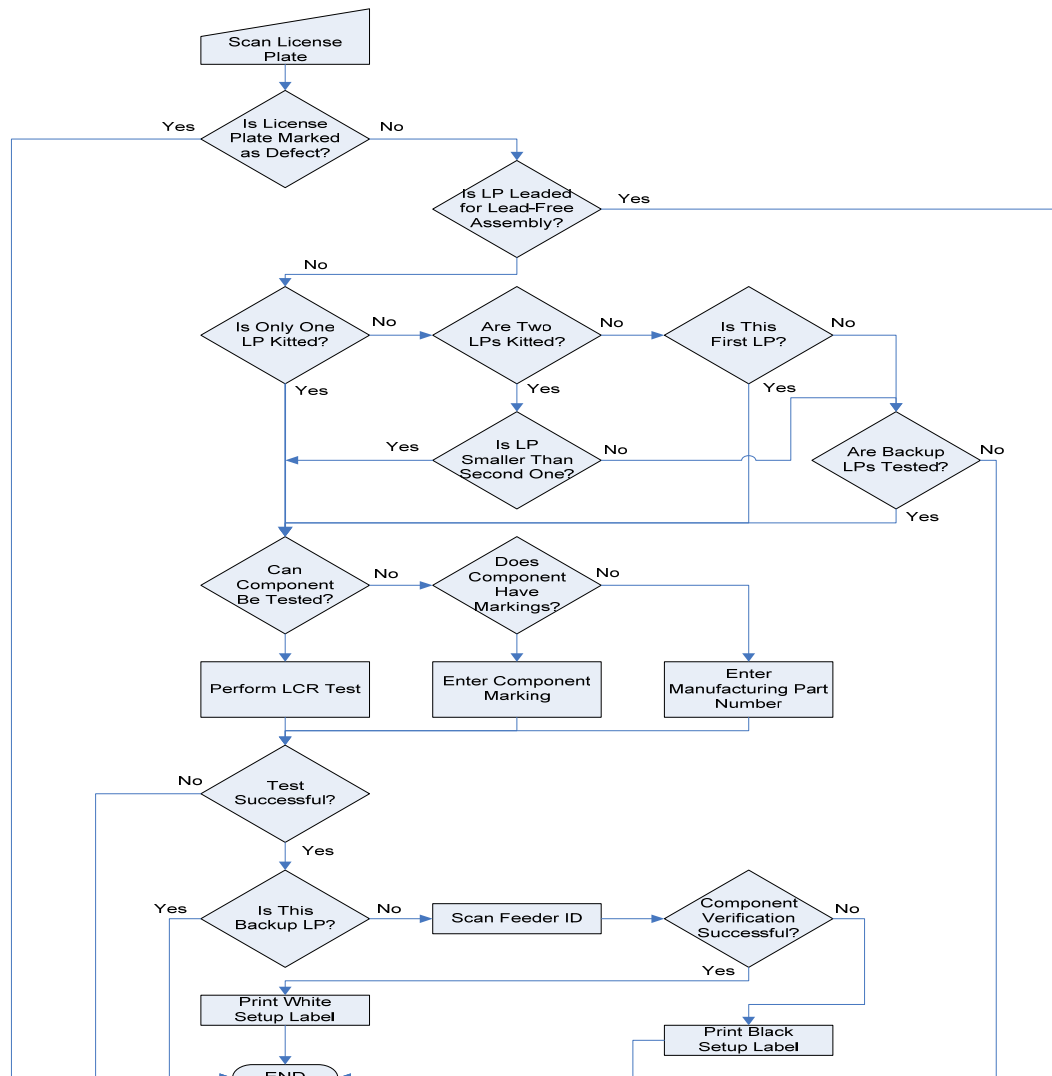 Scan License
Plate
Yes
Is License
Plate Marked
as Defect?
No
Is LP Leaded
for Lead-Free
Assembly?
Yes
No
Is Only One
LP Kitted?
No
Are Two
LPs Kitted?
No
Is This
First LP?
No
Yes
Yes
Yes
Yes
Is LP
Smaller Than
Second One?
No
Are Backup
LPs Tested?
No
Yes
Can
Component
Be Tested?
No
Does
Component
Have
Markings?
No
Perform LCR Test
Enter Component
Marking
Enter
Manufacturing Part
Number
No
Test
Successful?
Yes
Yes
Is This
Backup LP?
No
Scan Feeder ID
Component
Verification
Successful?
No
Yes
Print White
Setup Label
Print Black
Setup Label
END